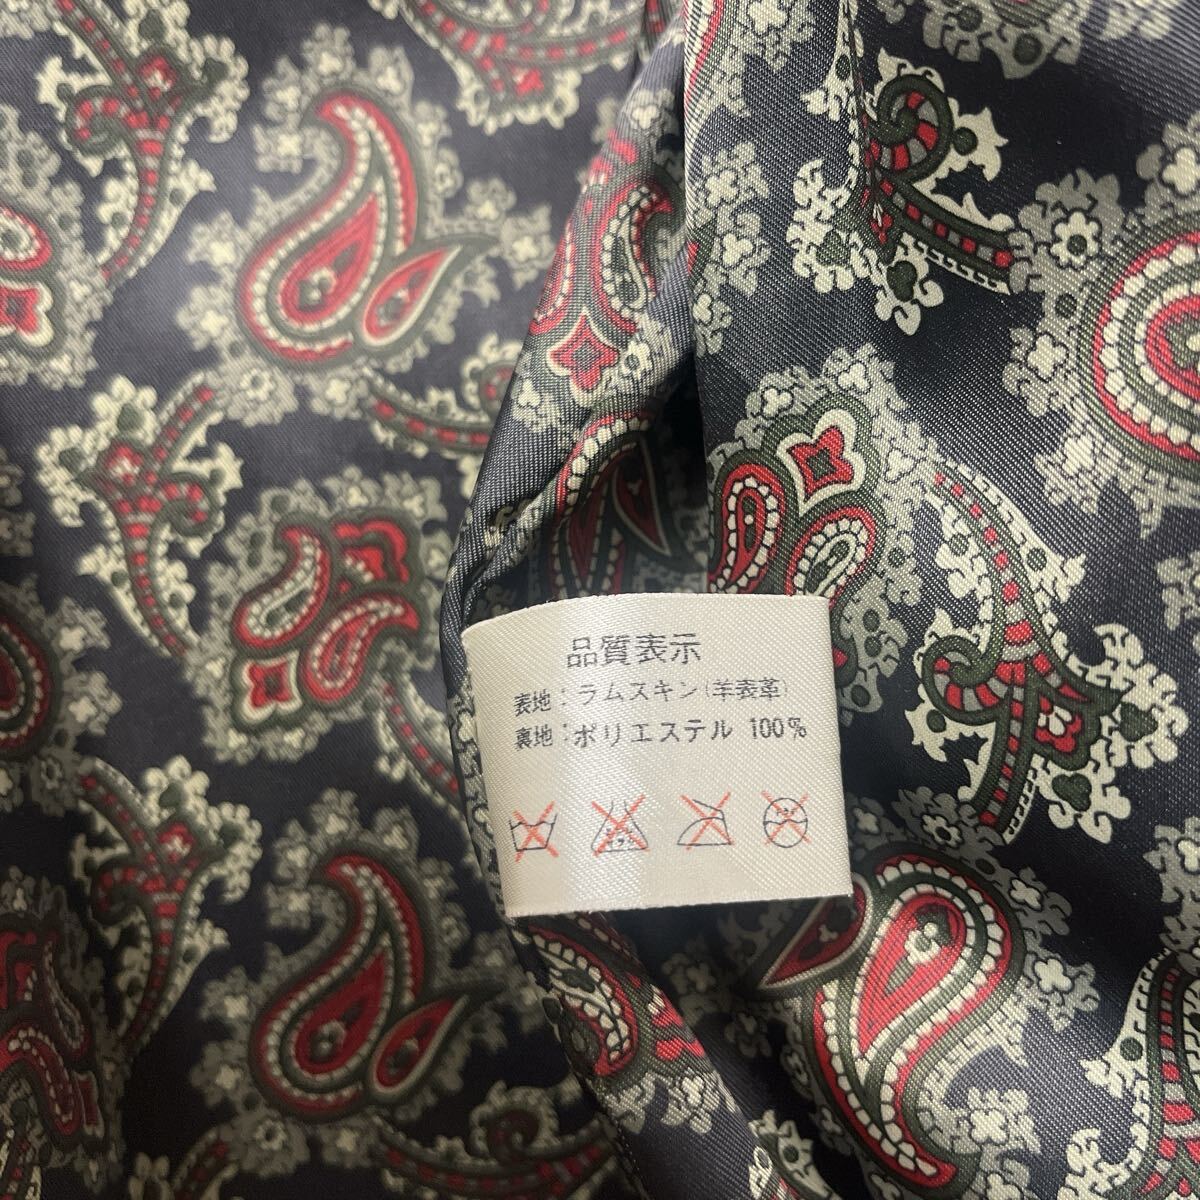 品質表示
表地：ラムスキン(羊表革)
裏地：ポリエステル 100%